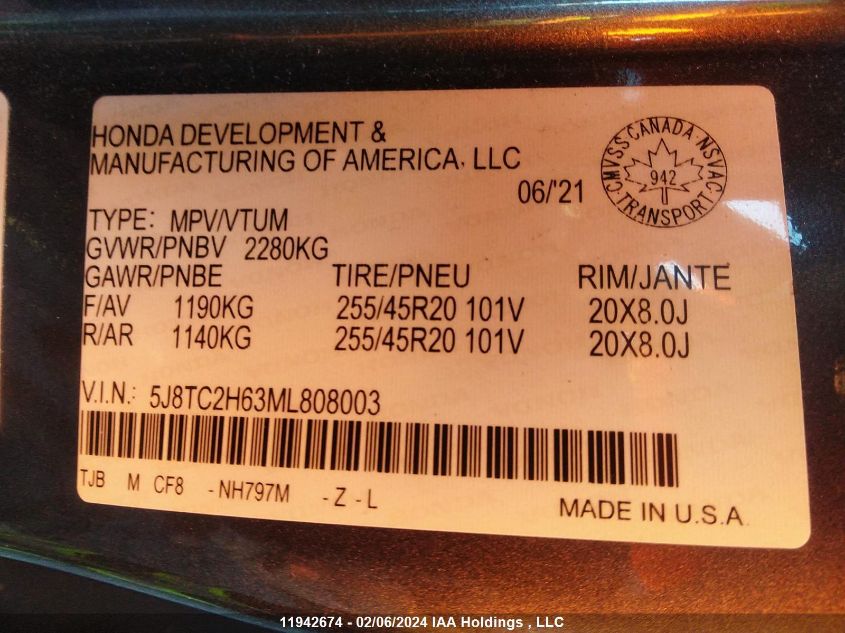 HONDA DEVELOPMENT &
MANUFACTURING OF AMERICA, LLC
06/'21
CMVSS CANADA NSVAC
942
TRANSPORT
TYPE: MPV/VTUM
GVWR/PNBV 2280KG
GAWR/PNBE TIRE/PNEU RIM/JANTE
F/AV 1190KG 255/45R20 101V 20X8.0J
R/AR 1140KG 255/45R20 101V 20X8.0J
V.I.N.: 5J8TC2H63ML808003
TJB M CF8 - NH797M - Z - L
MADE IN U.S.A.
11942674 - 02/06/2024 IAA Holdings , LLC